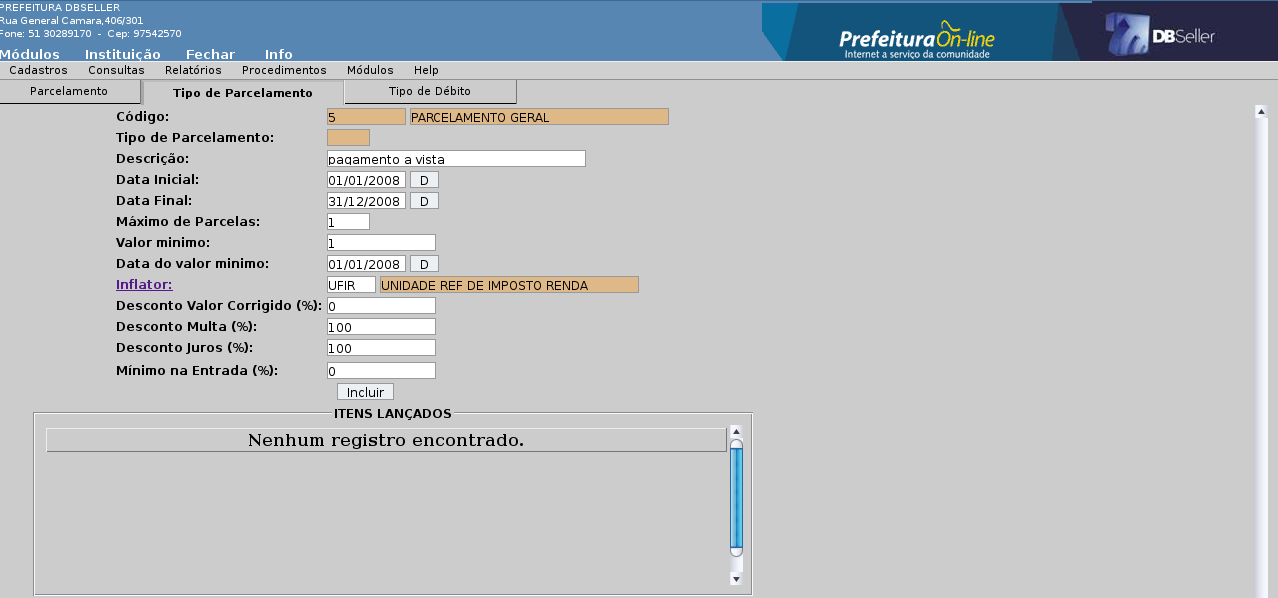 PREFEITURA DBSELLER
Rua General Camara,406/301
Fone: 51 30289170 - Cep: 97542570
Prefeitura On-line
Internet a serviço da comunidade
DBSeller
Módulos Instituição Fechar Info
Cadastros Consultas Relatórios Procedimentos Módulos Help
Parcelamento Tipo de Parcelamento Tipo de Débito
Código: 5 PARCELAMENTO GERAL
Tipo de Parcelamento:
Descrição: pagamento a vista
Data Inicial: 01/01/2008 D
Data Final: 31/12/2008 D
Máximo de Parcelas: 1
Valor minimo: 1
Data do valor minimo: 01/01/2008 D
Inflator: UFIR UNIDADE REF DE IMPOSTO RENDA
Desconto Valor Corrigido (%): 0
Desconto Multa (%): 100
Desconto Juros (%): 100
Mínimo na Entrada (%): 0
Incluir
ITENS LANÇADOS
Nenhum registro encontrado.